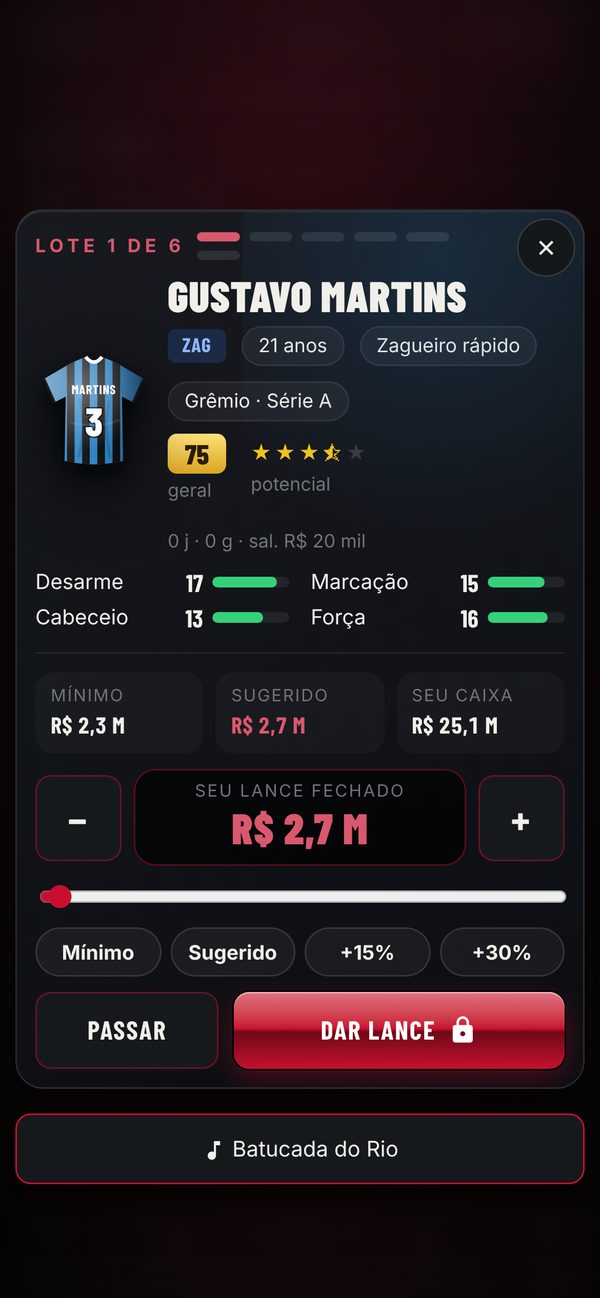 LOTE 1 DE 6
×
GUSTAVO MARTINS
ZAG 21 anos Zagueiro rápido
Grêmio · Série A
MARTINS
3
75
geral potencial
0 j · 0 g · sal. R$ 20 mil
Desarme 17 Marcação 15
Cabeceio 13 Força 16
MÍNIMO SUGERIDO SEU CAIXA
R$ 2,3 M R$ 2,7 M R$ 25,1 M
SEU LANCE FECHADO
− R$ 2,7 M +
Mínimo Sugerido +15% +30%
PASSAR DAR LANCE
Batucada do Rio